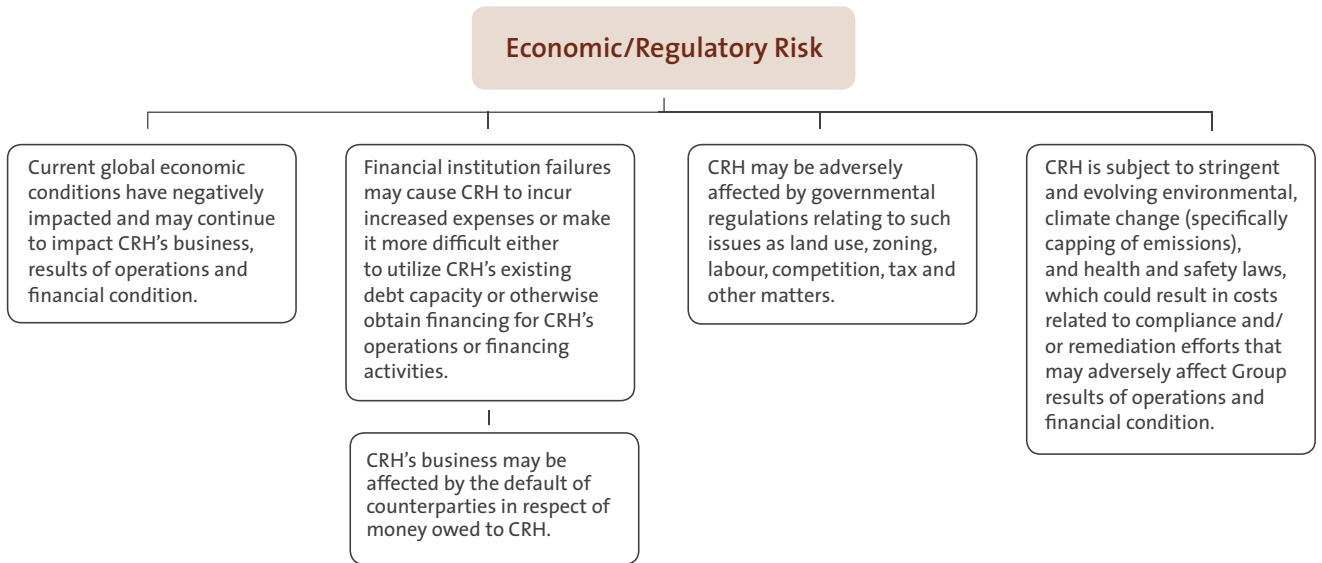 Economic/Regulatory Risk
Current global economic
conditions have negatively
impacted and may continue
to impact CRH’s business,
results of operations and
financial condition.
Financial institution failures
may cause CRH to incur
increased expenses or make
it more difficult either
to utilize CRH’s existing
debt capacity or otherwise
obtain financing for CRH’s
operations or financing
activities.
CRH’s business may be
affected by the default of
counterparties in respect of
money owed to CRH.
CRH may be adversely
affected by governmental
regulations relating to such
issues as land use, zoning,
labour, competition, tax and
other matters.
CRH is subject to stringent
and evolving environmental,
climate change (specifically
capping of emissions),
and health and safety laws,
which could result in costs
related to compliance and/
or remediation efforts that
may adversely affect Group
results of operations and
financial condition.